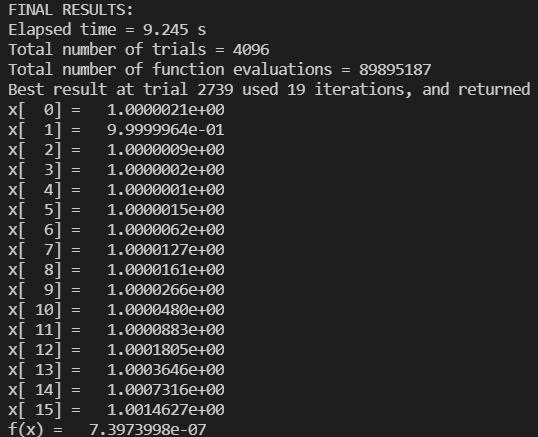 FINAL RESULTS:
Elapsed time = 9.245 s
Total number of trials = 4096
Total number of function evaluations = 89895187
Best result at trial 2739 used 19 iterations, and returned
x[  0] =   1.0000021e+00
x[  1] =   9.9999964e-01
x[  2] =   1.0000009e+00
x[  3] =   1.0000002e+00
x[  4] =   1.0000001e+00
x[  5] =   1.0000015e+00
x[  6] =   1.0000062e+00
x[  7] =   1.0000127e+00
x[  8] =   1.0000161e+00
x[  9] =   1.0000266e+00
x[ 10] =   1.0000480e+00
x[ 11] =   1.0000883e+00
x[ 12] =   1.0001805e+00
x[ 13] =   1.0003646e+00
x[ 14] =   1.0007316e+00
x[ 15] =   1.0014627e+00
f(x) =   7.3973998e-07